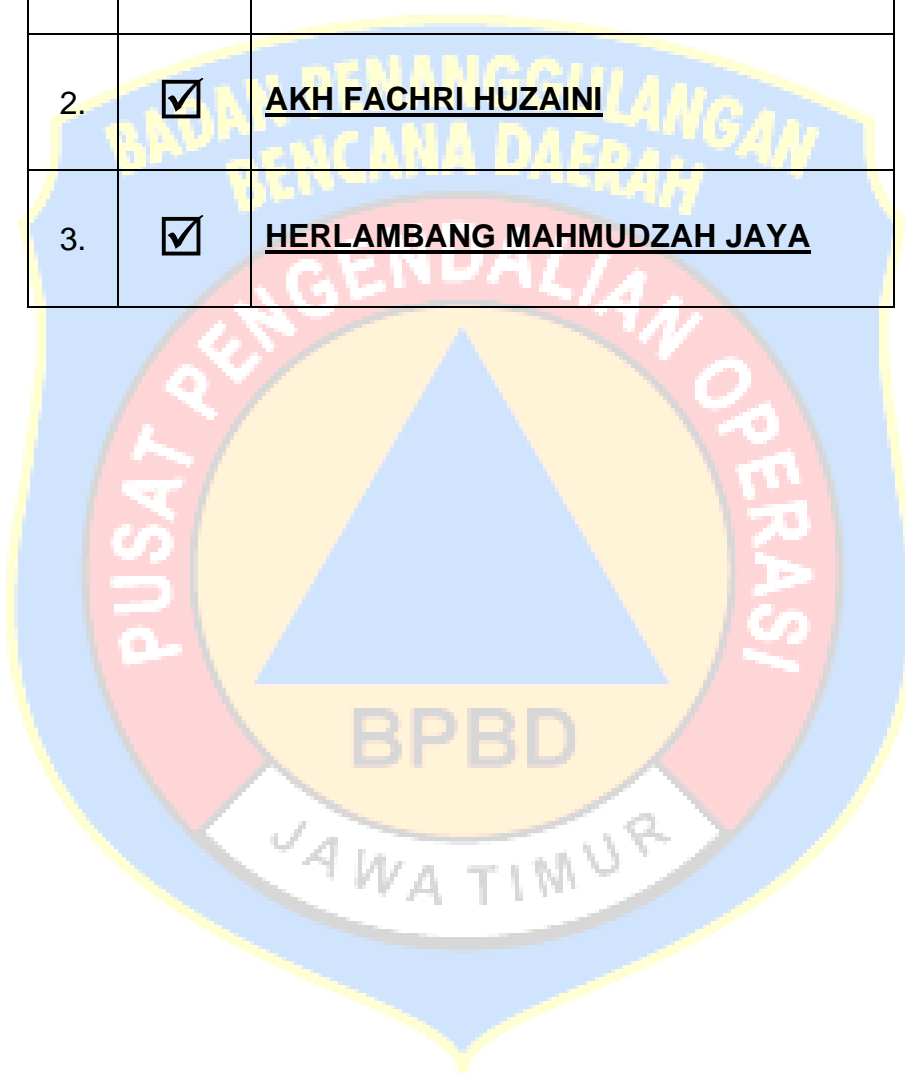 2. ☑ AKH FACHRI HUZAINI
3. ☑ HERLAMBANG MAHMUDZAH JAYA
BADAN PENANGGULANGAN
BENCANA DAERAH
PUSAT PENGENDALIAN OPERASI
BPBD
JAWA TIMUR